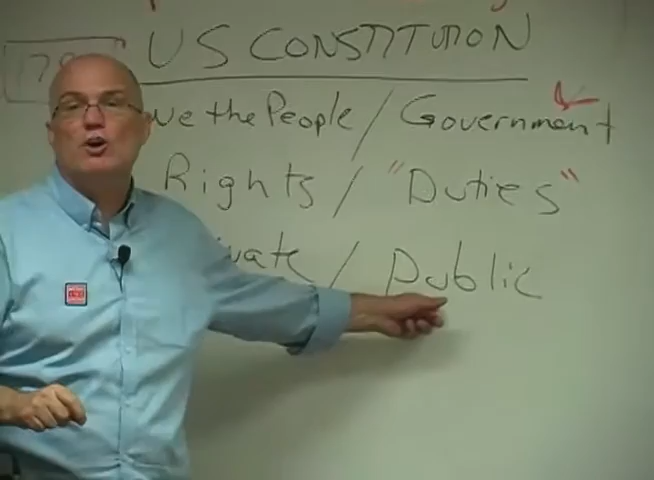 US CONSTITUTION
We the People / Government
Rights / "Duties"
/ Public